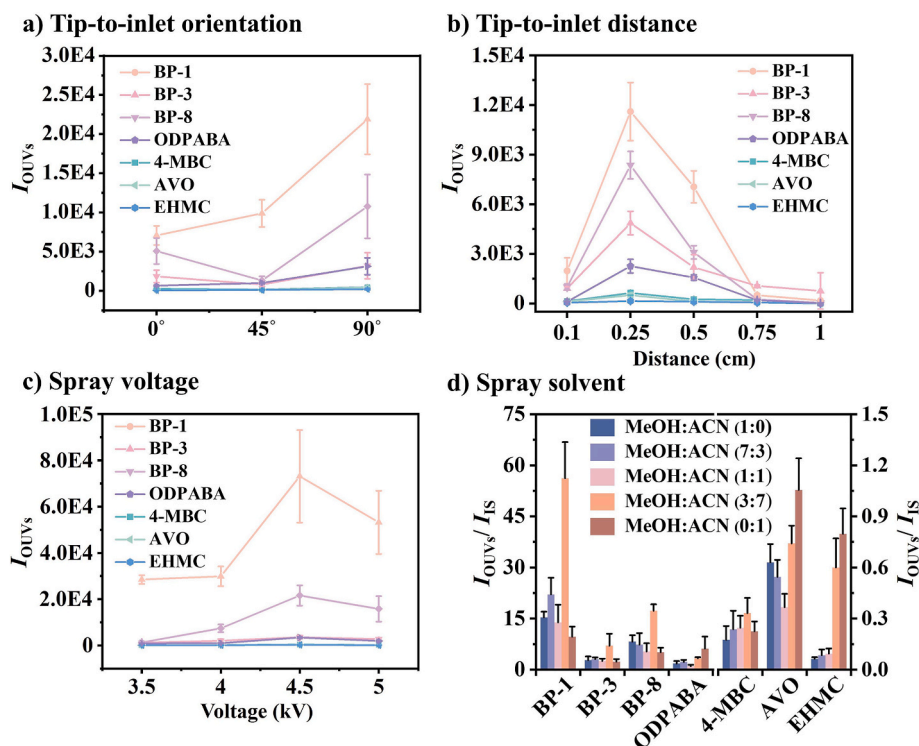 a) Tip-to-inlet orientation
I_OUVs
3.0E4
2.5E4
2.0E4
1.5E4
1.0E4
5.0E3
0
BP-1
BP-3
BP-8
ODPABA
4-MBC
AVO
EHMC
0° 45° 90°
b) Tip-to-inlet distance
I_OUVs
1.5E4
1.2E4
9.0E3
6.0E3
3.0E3
0
BP-1
BP-3
BP-8
ODPABA
4-MBC
AVO
EHMC
0.1 0.25 0.5 0.75 1
Distance (cm)
c) Spray voltage
I_OUVs
1.0E5
8.0E4
6.0E4
4.0E4
2.0E4
0
BP-1
BP-3
BP-8
ODPABA
4-MBC
AVO
EHMC
3.5 4 4.5 5
Voltage (kV)
d) Spray solvent
I_OUVs/ I_IS
75
60
45
30
15
0
MeOH:ACN (1:0)
MeOH:ACN (7:3)
MeOH:ACN (1:1)
MeOH:ACN (3:7)
MeOH:ACN (0:1)
1.5
1.2
0.9
0.6
0.3
0.0
I_OUVs/ I_IS
BP-1 BP-3 BP-8 ODPABA 4-MBC AVO EHMC